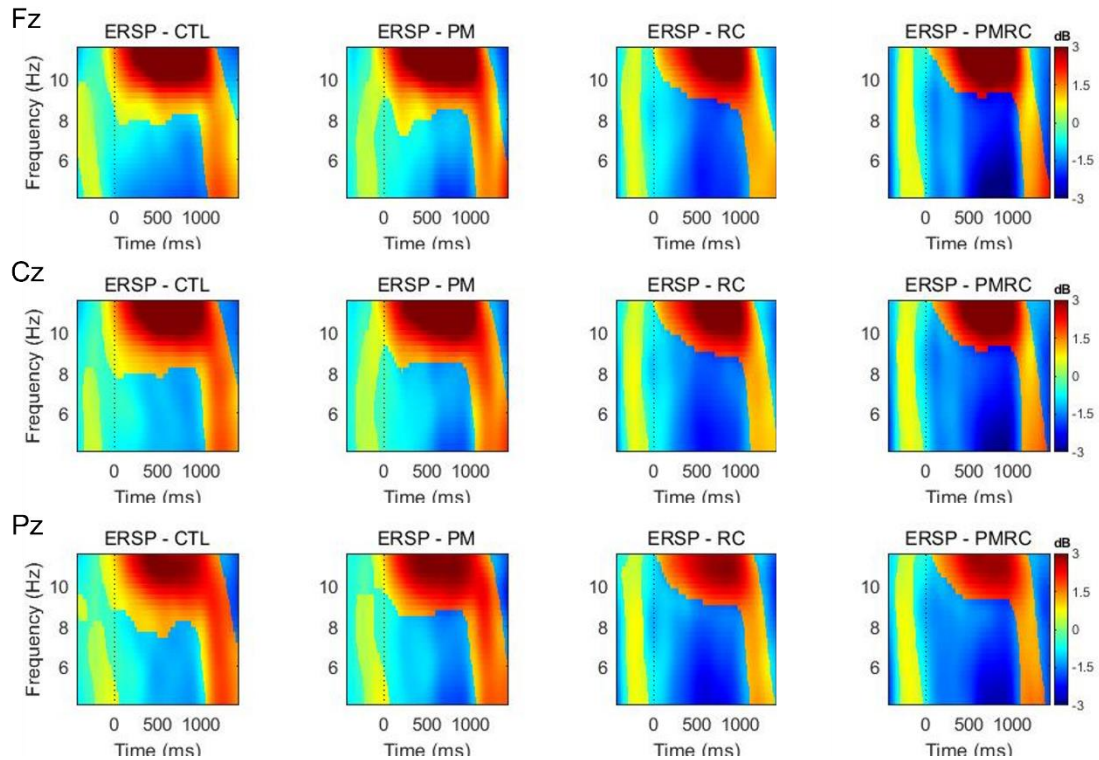 Fz
ERSP - CTL ERSP - PM ERSP - RC ERSP - PMRC dB
Frequency (Hz)
10 10 10 10 3
8 8 8 8 1.5
6 6 6 6 0
-1.5
-3
0 500 1000 0 500 1000 0 500 1000 0 500 1000
Time (ms) Time (ms) Time (ms) Time (ms)
Cz
ERSP - CTL ERSP - PM ERSP - RC ERSP - PMRC dB
Frequency (Hz)
10 10 10 10 3
8 8 8 8 1.5
6 6 6 6 0
-1.5
-3
0 500 1000 0 500 1000 0 500 1000 0 500 1000
Time (ms) Time (ms) Time (ms) Time (ms)
Pz
ERSP - CTL ERSP - PM ERSP - RC ERSP - PMRC dB
Frequency (Hz)
10 10 10 10 3
8 8 8 8 1.5
6 6 6 6 0
-1.5
-3
0 500 1000 0 500 1000 0 500 1000 0 500 1000
Time (ms) Time (ms) Time (ms) Time (ms)